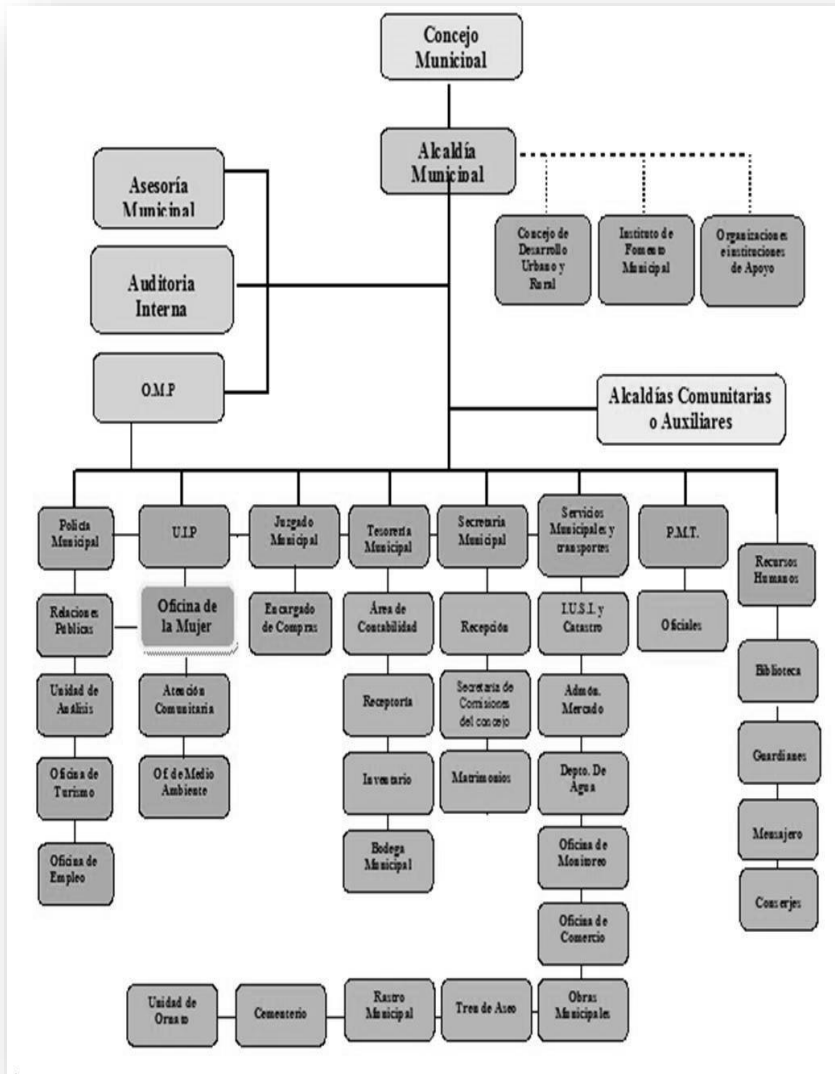 Concejo
Municipal
Alcaldía
Municipal
Asesoría
Municipal
Concejo de
Desarrollo
Urbano y
Rural
Instituto de
Fomento
Municipal
Organizaciones
e instituciones
de Apoyo
Auditoria
Interna
O.M.P
Alcaldías Comunitarias
o Auxiliares
Policía
Municipal
U.I.P
Juzgado
Municipal
Tesorería
Municipal
Secretaria
Municipal
Servicios
Municipales y
transportes
P.M.T.
Recursos
Humanos
Relaciones
Públicas
Oficina de
la Mujer
Encargado
de Compras
Área de
Contabilidad
Recepción
I.U.S.I. y
Catastro
Oficiales
Biblioteca
Unidad de
Análisis
Atención
Comunitaria
Receptoría
Secretaria de
Comisiones
del concejo
Admón.
Mercado
Guardianes
Oficina de
Turismo
Of. de Medio
Ambiente
Inventario
Matrimonios
Depto. De
Agua
Mensajero
Oficina de
Empleo
Bodega
Municipal
Oficina de
Monitoreo
Conserjes
Oficina de
Comercio
Unidad de
Ornato
Cementerio
Rastro
Municipal
Tren de Aseo
Obras
Municipales